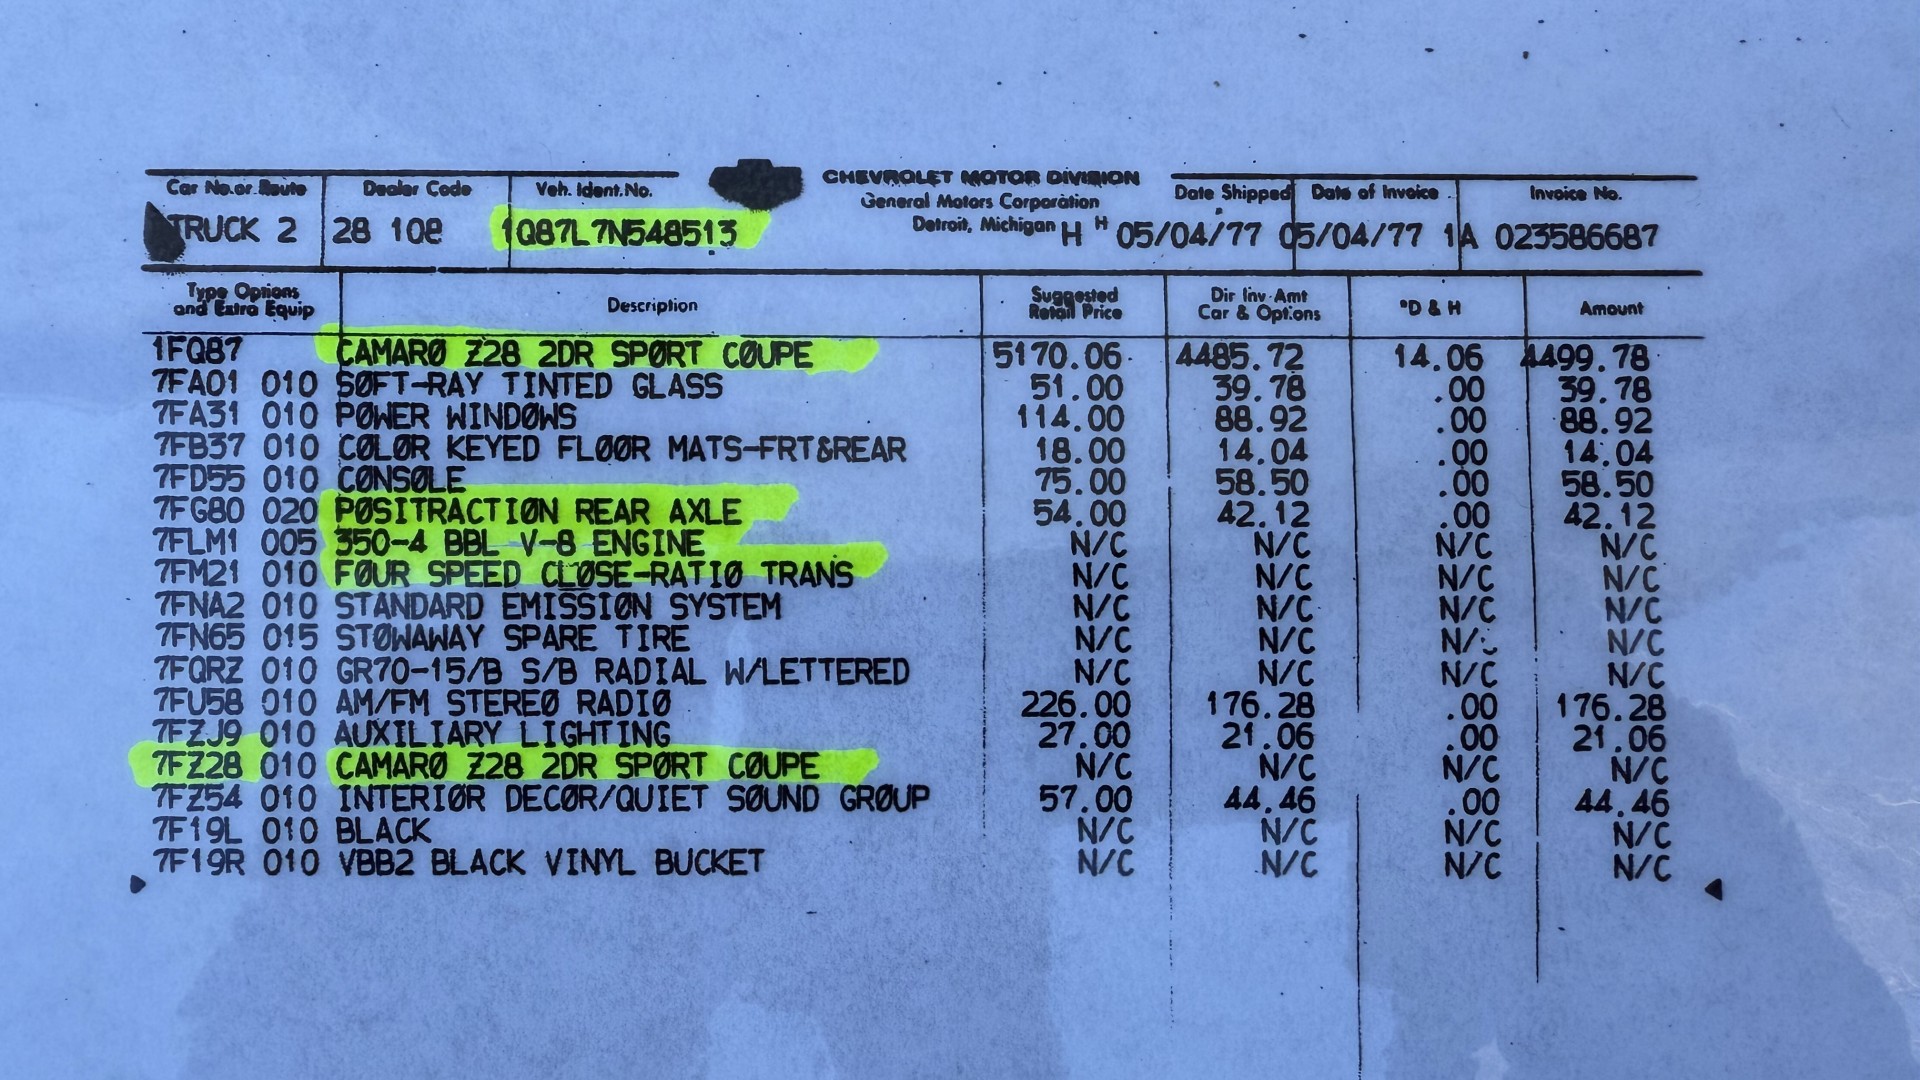 Car No. or Route Dealer Code Veh. Ident. No. CHEVROLET MOTOR DIVISION Date Shipped Date of Invoice Invoice No.
General Motors Corporation
TRUCK 2 28 108 1Q87L7N548513 Detroit, Michigan H H 05/04/77 05/04/77 1A 023586687
Type Options and Extra Equip Description Suggested Retail Price Dlr Inv Amt Car & Options *D & H Amount
1FQ87 CAMARØ Z28 2DR SPØRT CØUPE 5170.06 4485.72 14.06 4499.78
7FA01 010 SØFT-RAY TINTED GLASS 51.00 39.78 .00 39.78
7FA31 010 PØWER WINDØWS 114.00 88.92 .00 88.92
7FB37 010 CØLØR KEYED FLØØR MATS-FRT&REAR 18.00 14.04 .00 14.04
7FD55 010 CØNSØLE 75.00 58.50 .00 58.50
7FG80 020 PØSITRACTIØN REAR AXLE 54.00 42.12 .00 42.12
7FLM1 005 350-4 BBL V-8 ENGINE N/C N/C N/C N/C
7FM21 010 FØUR SPEED CLØSE-RATIØ TRANS N/C N/C N/C N/C
7FNA2 010 STANDARD EMISSIØN SYSTEM N/C N/C N/C N/C
7FN65 015 STØWAWAY SPARE TIRE N/C N/C N/C N/C
7FQRZ 010 GR70-15/B S/B RADIAL W/LETTERED N/C N/C N/C N/C
7FU58 010 AM/FM STEREØ RADIØ 226.00 176.28 .00 176.28
7FZJ9 010 AUXILIARY LIGHTING 27.00 21.06 .00 21.06
7FZ28 010 CAMARØ Z28 2DR SPØRT CØUPE N/C N/C N/C N/C
7FZ54 010 INTERIØR DECØR/QUIET SØUND GRØUP 57.00 44.46 .00 44.46
7F19L 010 BLACK N/C N/C N/C N/C
7F19R 010 VBB2 BLACK VINYL BUCKET N/C N/C N/C N/C